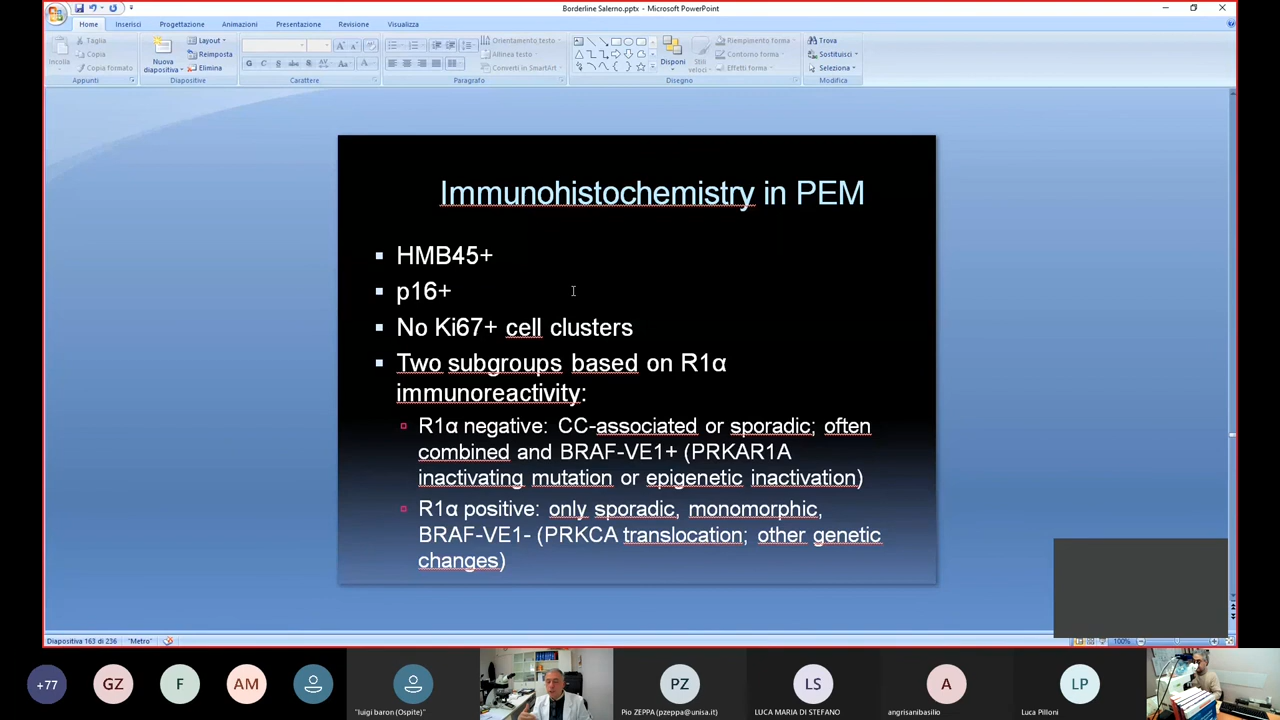 Borderline Salerno.pptx - Microsoft PowerPoint
Home Inserisci Progettazione Animazioni Presentazione Revisione Visualizza
Taglia
Copia
Copia formato
Incolla
Appunti
Nuova
diapositiva
Layout
Reimposta
Elimina
Diapositive
Carattere
Orientamento testo
Allinea testo
Converti in SmartArt
Paragrafo
Disponi
Stili
veloci
Riempimento forma
Contorno forma
Effetti forma
Disegno
Trova
Sostituisci
Seleziona
Modifica
Immunohistochemistry in PEM
HMB45+
p16+
No Ki67+ cell clusters
Two subgroups based on R1α
immunoreactivity:
R1α negative: CC-associated or sporadic; often
combined and BRAF-VE1+ (PRKAR1A
inactivating mutation or epigenetic inactivation)
R1α positive: only sporadic, monomorphic,
BRAF-VE1- (PRKCA translocation; other genetic
changes)
Diapositiva 163 di 236 "Metro" 100%
+77 GZ F AM PZ LS A LP
"luigi baron (Ospite)" Pio ZEPPA (pzeppa@unisa.it) LUCA MARIA DI STEFANO angrisanibasilio Luca Pilloni